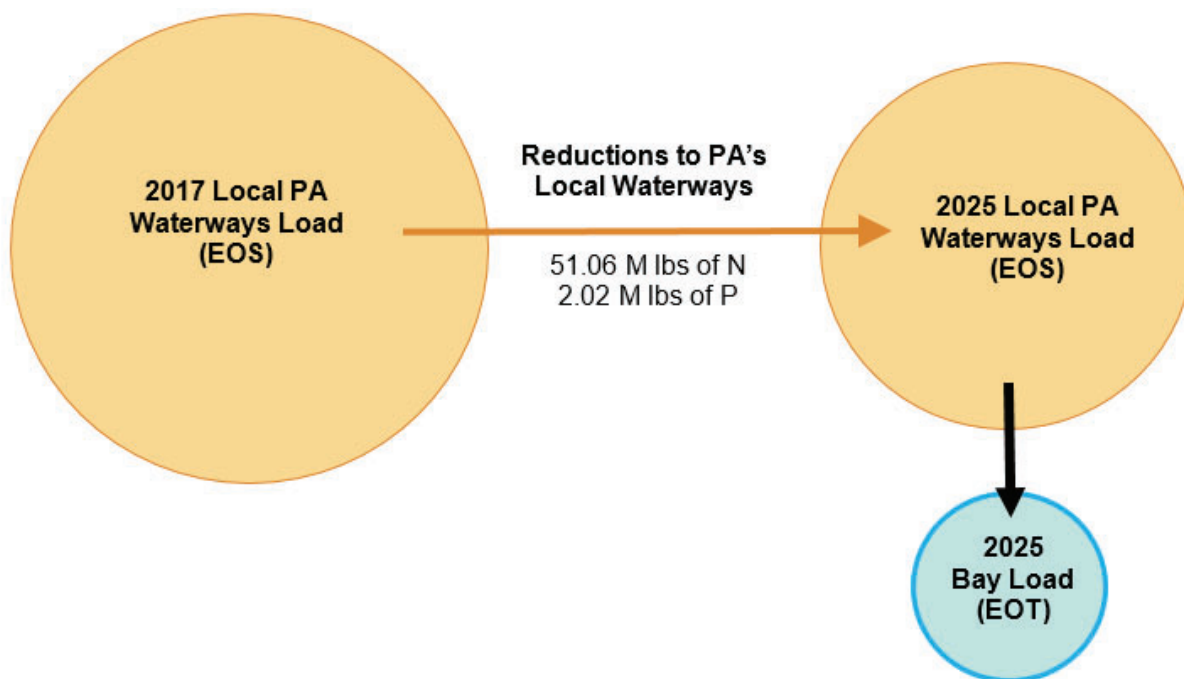 2017 Local PA
Waterways Load
(EOS)
Reductions to PA's
Local Waterways
51.06 M lbs of N
2.02 M lbs of P
2025 Local PA
Waterways Load
(EOS)
2025
Bay Load
(EOT)